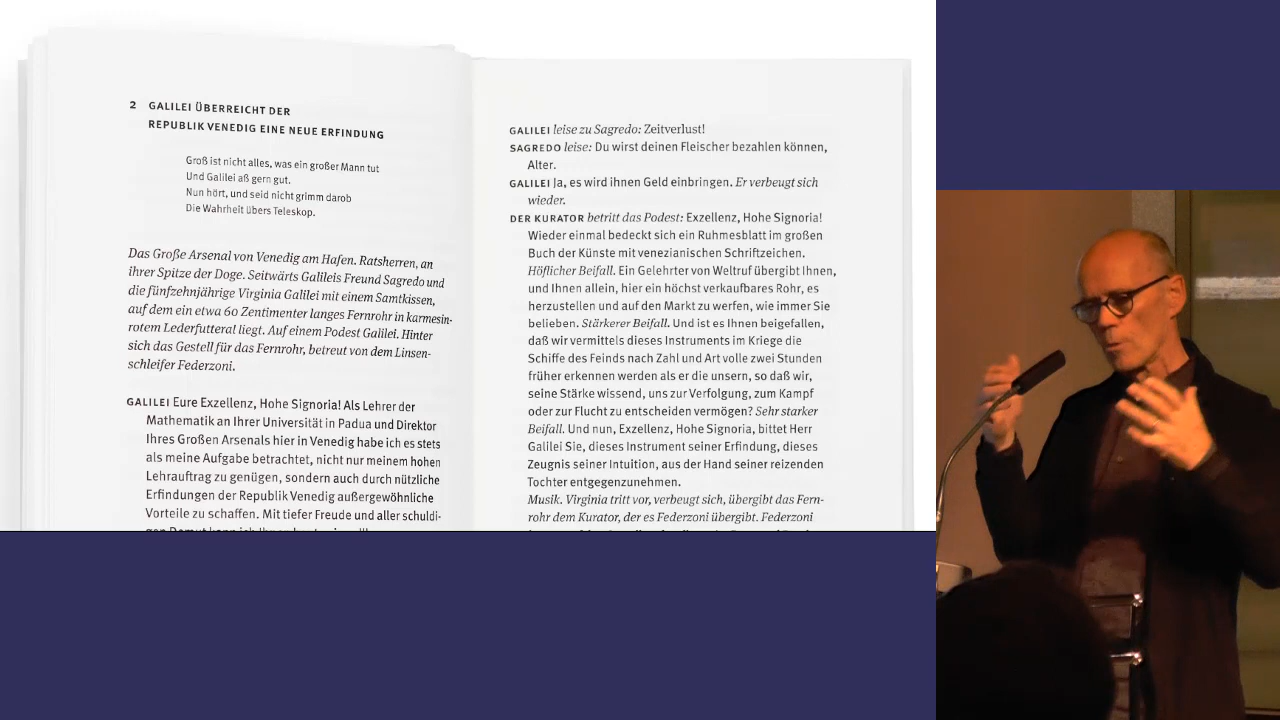 2 GALILEI ÜBERREICHT DER
REPUBLIK VENEDIG EINE NEUE ERFINDUNG
Groß ist nicht alles, was ein großer Mann tut
Und Galilei aß gern gut.
Nun hört, und seid nicht grimm darob
Die Wahrheit übers Teleskop.
Das Große Arsenal von Venedig am Hafen. Ratsherren, an
ihrer Spitze der Doge. Seitwärts Galileis Freund Sagredo und
die fünfzehnjährige Virginia Galilei mit einem Samtkissen,
auf dem ein etwa 60 Zentimenter langes Fernrohr in karmesin-
rotem Lederfutteral liegt. Auf einem Podest Galilei. Hinter
sich das Gestell für das Fernrohr, betreut von dem Linsen-
schleifer Federzoni.
GALILEI Eure Exzellenz, Hohe Signoria! Als Lehrer der
Mathematik an Ihrer Universität in Padua und Direktor
Ihres Großen Arsenals hier in Venedig habe ich es stets
als meine Aufgabe betrachtet, nicht nur meinem hohen
Lehrauftrag zu genügen, sondern auch durch nützliche
Erfindungen der Republik Venedig außergewöhnliche
Vorteile zu schaffen. Mit tiefer Freude und aller schuldi-
GALILEI leise zu Sagredo: Zeitverlust!
SAGREDO leise: Du wirst deinen Fleischer bezahlen können,
Alter.
GALILEI Ja, es wird ihnen Geld einbringen. Er verbeugt sich
wieder.
DER KURATOR betritt das Podest: Exzellenz, Hohe Signoria!
Wieder einmal bedeckt sich ein Ruhmesblatt im großen
Buch der Künste mit venezianischen Schriftzeichen.
Höflicher Beifall. Ein Gelehrter von Weltruf übergibt Ihnen,
und Ihnen allein, hier ein höchst verkaufbares Rohr, es
herzustellen und auf den Markt zu werfen, wie immer Sie
belieben. Stärkerer Beifall. Und ist es Ihnen beigefallen,
daß wir vermittels dieses Instruments im Kriege die
Schiffe des Feinds nach Zahl und Art volle zwei Stunden
früher erkennen werden als er die unsern, so daß wir,
seine Stärke wissend, uns zur Verfolgung, zum Kampf
oder zur Flucht zu entscheiden vermögen? Sehr starker
Beifall. Und nun, Exzellenz, Hohe Signoria, bittet Herr
Galilei Sie, dieses Instrument seiner Erfindung, dieses
Zeugnis seiner Intuition, aus der Hand seiner reizenden
Tochter entgegenzunehmen.
Musik. Virginia tritt vor, verbeugt sich, übergibt das Fern-
rohr dem Kurator, der es Federzoni übergibt. Federzoni